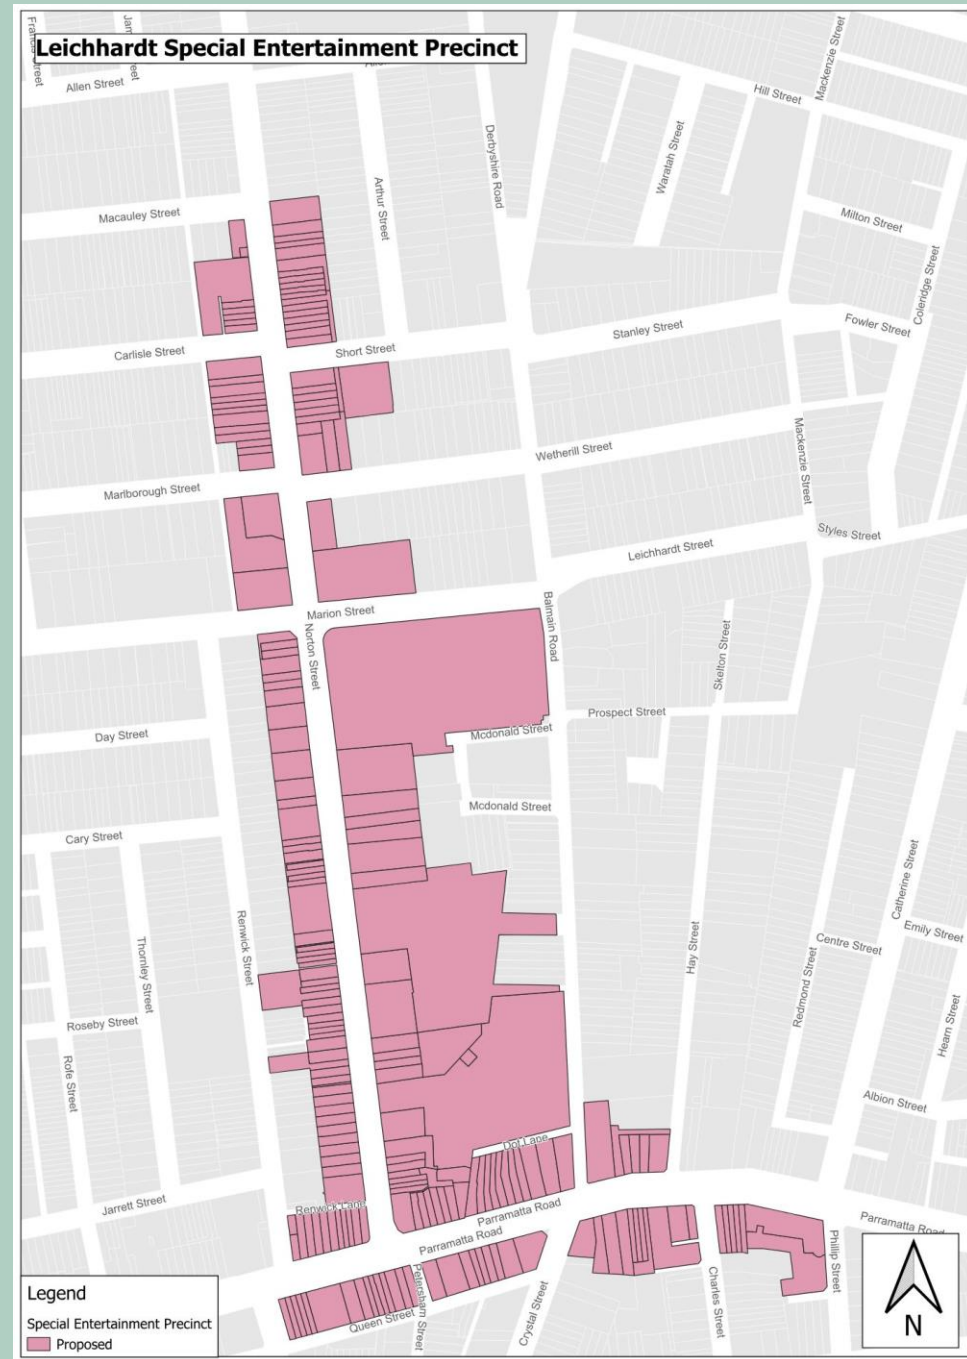 Leichhardt Special Entertainment Precinct
Allen Street
Hill Street
Mackenzie Street
Derbyshire Road
Waratah Street
Arthur Street
Macauley Street
Milton Street
Coleridge Street
Fowler Street
Stanley Street
Carlisle Street
Short Street
Wetherill Street
Mackenzie Street
Marlborough Street
Styles Street
Leichhardt Street
Marion Street
Balmain Road
Norton Street
Skelton Street
Prospect Street
Day Street
Mcdonald Street
Mcdonald Street
Cary Street
Catherine Street
Renwick Street
Thornley Street
Hay Street
Emily Street
Centre Street
Redmond Street
Roseby Street
Hearn Street
Rofe Street
Albion Street
Dot Lane
Jarrett Street
Renwick Lane
Parramatta Road
Parramatta Road
Parramatta Road
Phillip Street
Petersham Street
Crystal Street
Charles Street
Queen Street
Legend
Special Entertainment Precinct
Proposed
N